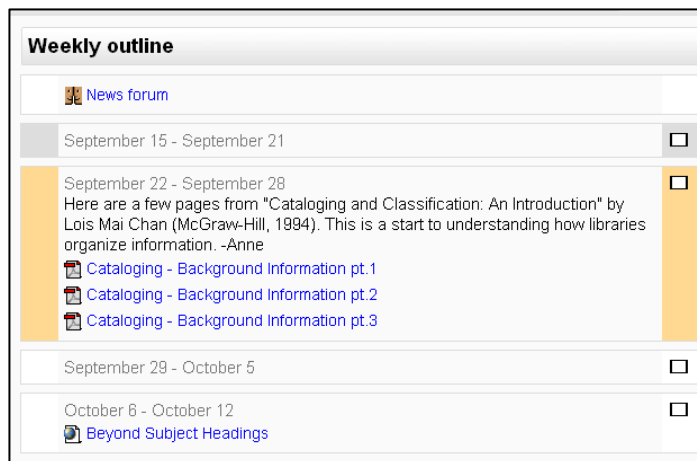 Weekly outline
News forum
September 15 - September 21
September 22 - September 28
Here are a few pages from "Cataloging and Classification: An Introduction" by
Lois Mai Chan (McGraw-Hill, 1994). This is a start to understanding how libraries
organize information. -Anne
Cataloging - Background Information pt.1
Cataloging - Background Information pt.2
Cataloging - Background Information pt.3
September 29 - October 5
October 6 - October 12
Beyond Subject Headings